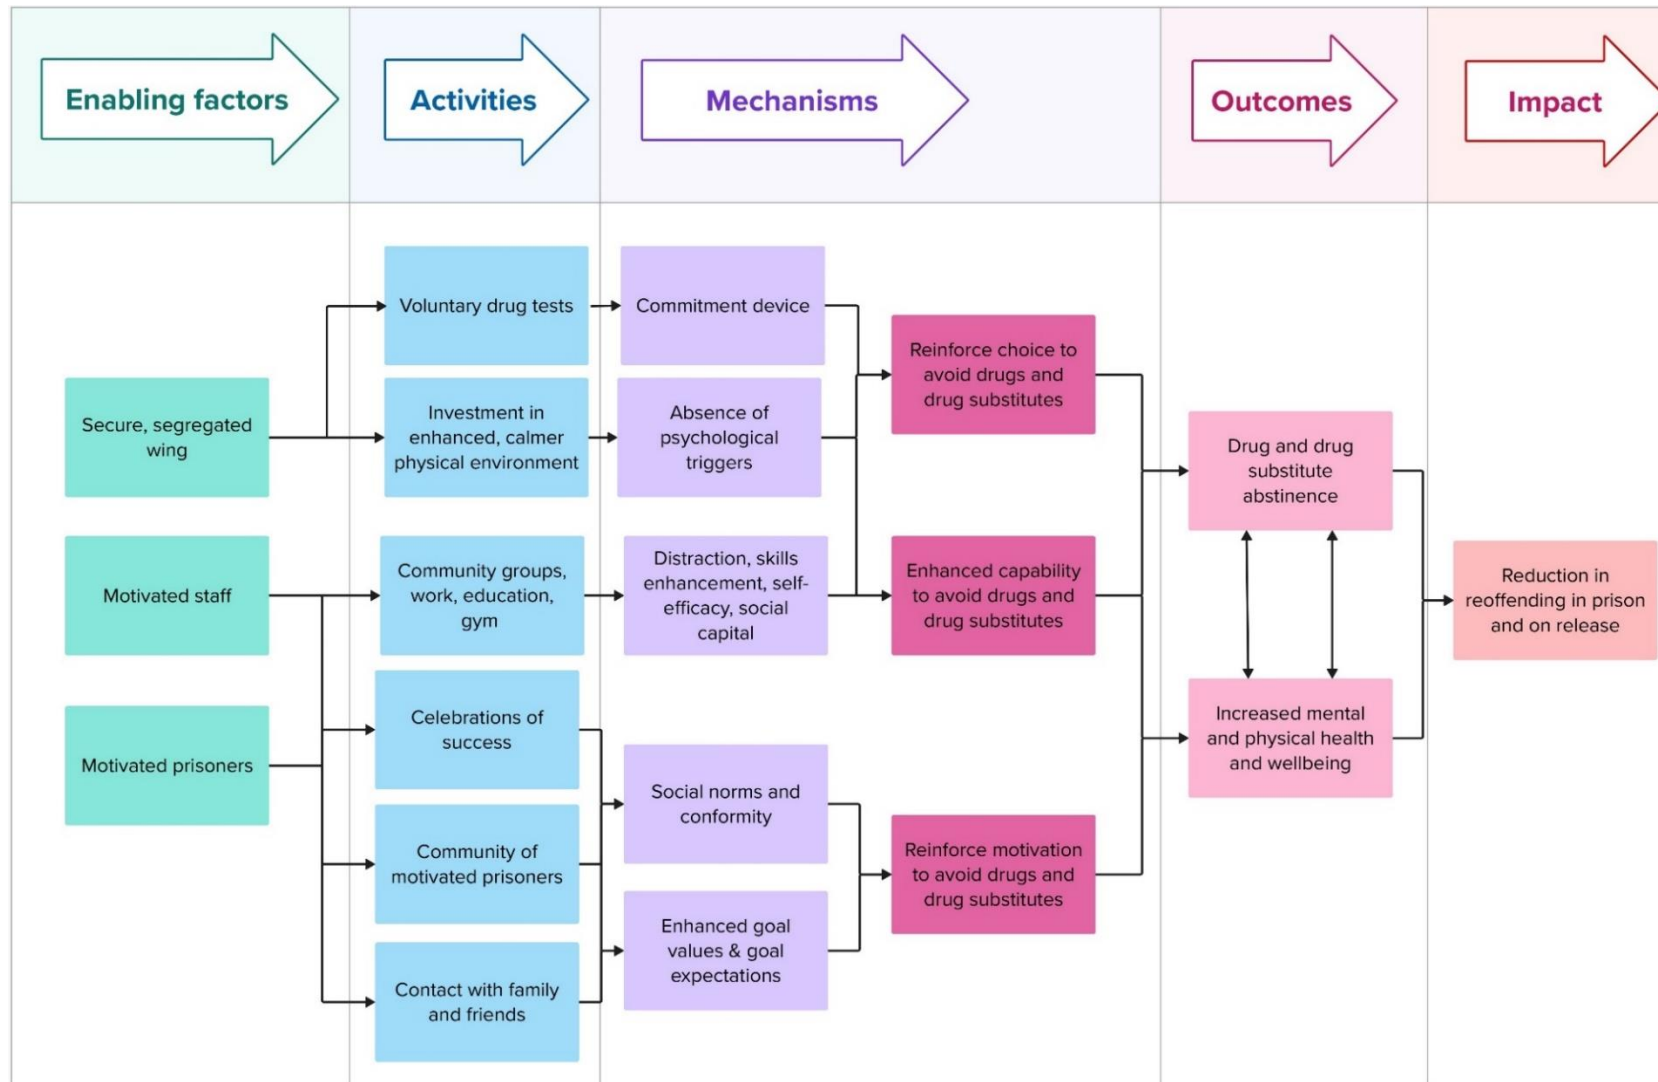 Enabling factors
Activities
Mechanisms
Outcomes
Impact
Secure, segregated
wing
Motivated staff
Motivated prisoners
Voluntary drug tests
Investment in
enhanced, calmer
physical environment
Community groups,
work, education,
gym
Celebrations of
success
Community of
motivated prisoners
Contact with family
and friends
Commitment device
Absence of
psychological
triggers
Distraction, skills
enhancement, self-
efficacy, social
capital
Social norms and
conformity
Enhanced goal
values & goal
expectations
Reinforce choice to
avoid drugs and
drug substitutes
Enhanced capability
to avoid drugs and
drug substitutes
Reinforce motivation
to avoid drugs and
drug substitutes
Drug and drug
substitute
abstinence
Increased mental
and physical health
and wellbeing
Reduction in
reoffending in prison
and on release